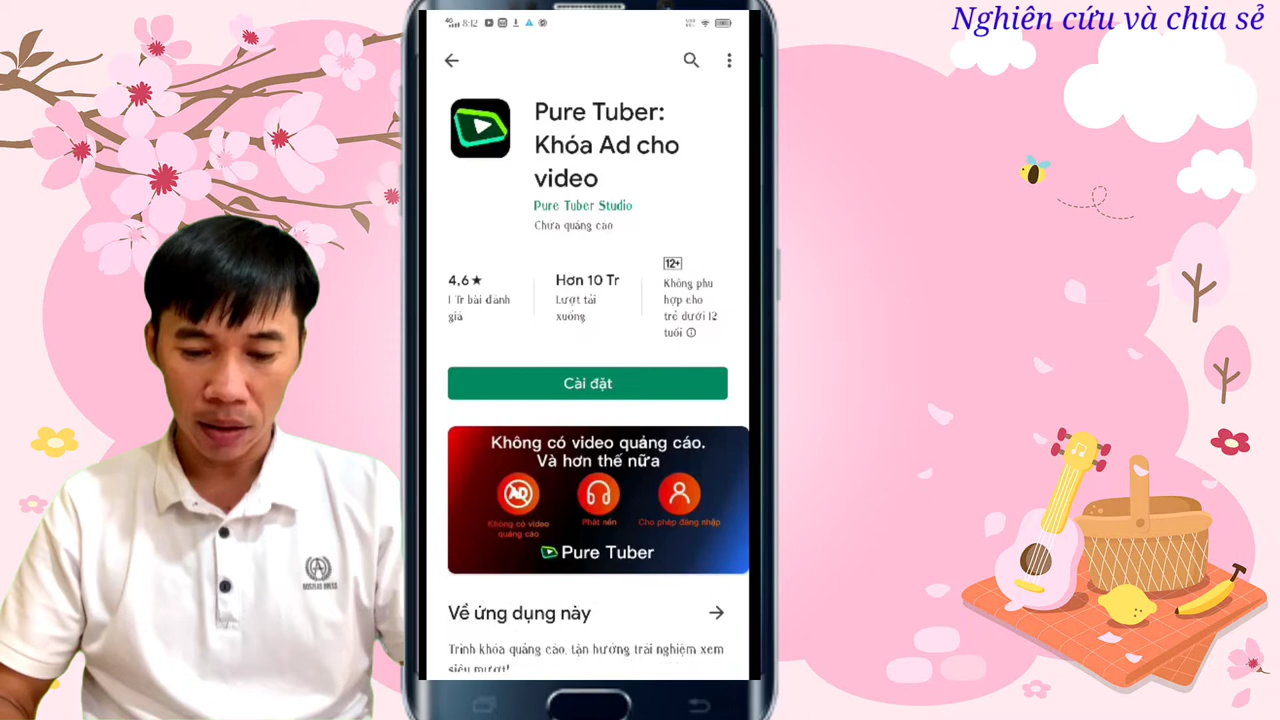 Nghiên cứu và chia sẻ
4G 8:12
Pure Tuber:
Khóa Ad cho
video
Pure Tuber Studio
Chứa quảng cáo
4,6★
1 Tr bài đánh
giá
Hơn 10 Tr
Lượt tải
xuống
12+
Không phù
hợp cho
trẻ dưới 12
tuổi
Cài đặt
Không có video quảng cáo.
Và hơn thế nữa
AD
Không có video
quảng cáo
Phát nền
Cho phép đăng nhập
Pure Tuber
Về ứng dụng này
Trình khóa quảng cáo, tận hưởng trải nghiệm xem
siêu mượt!